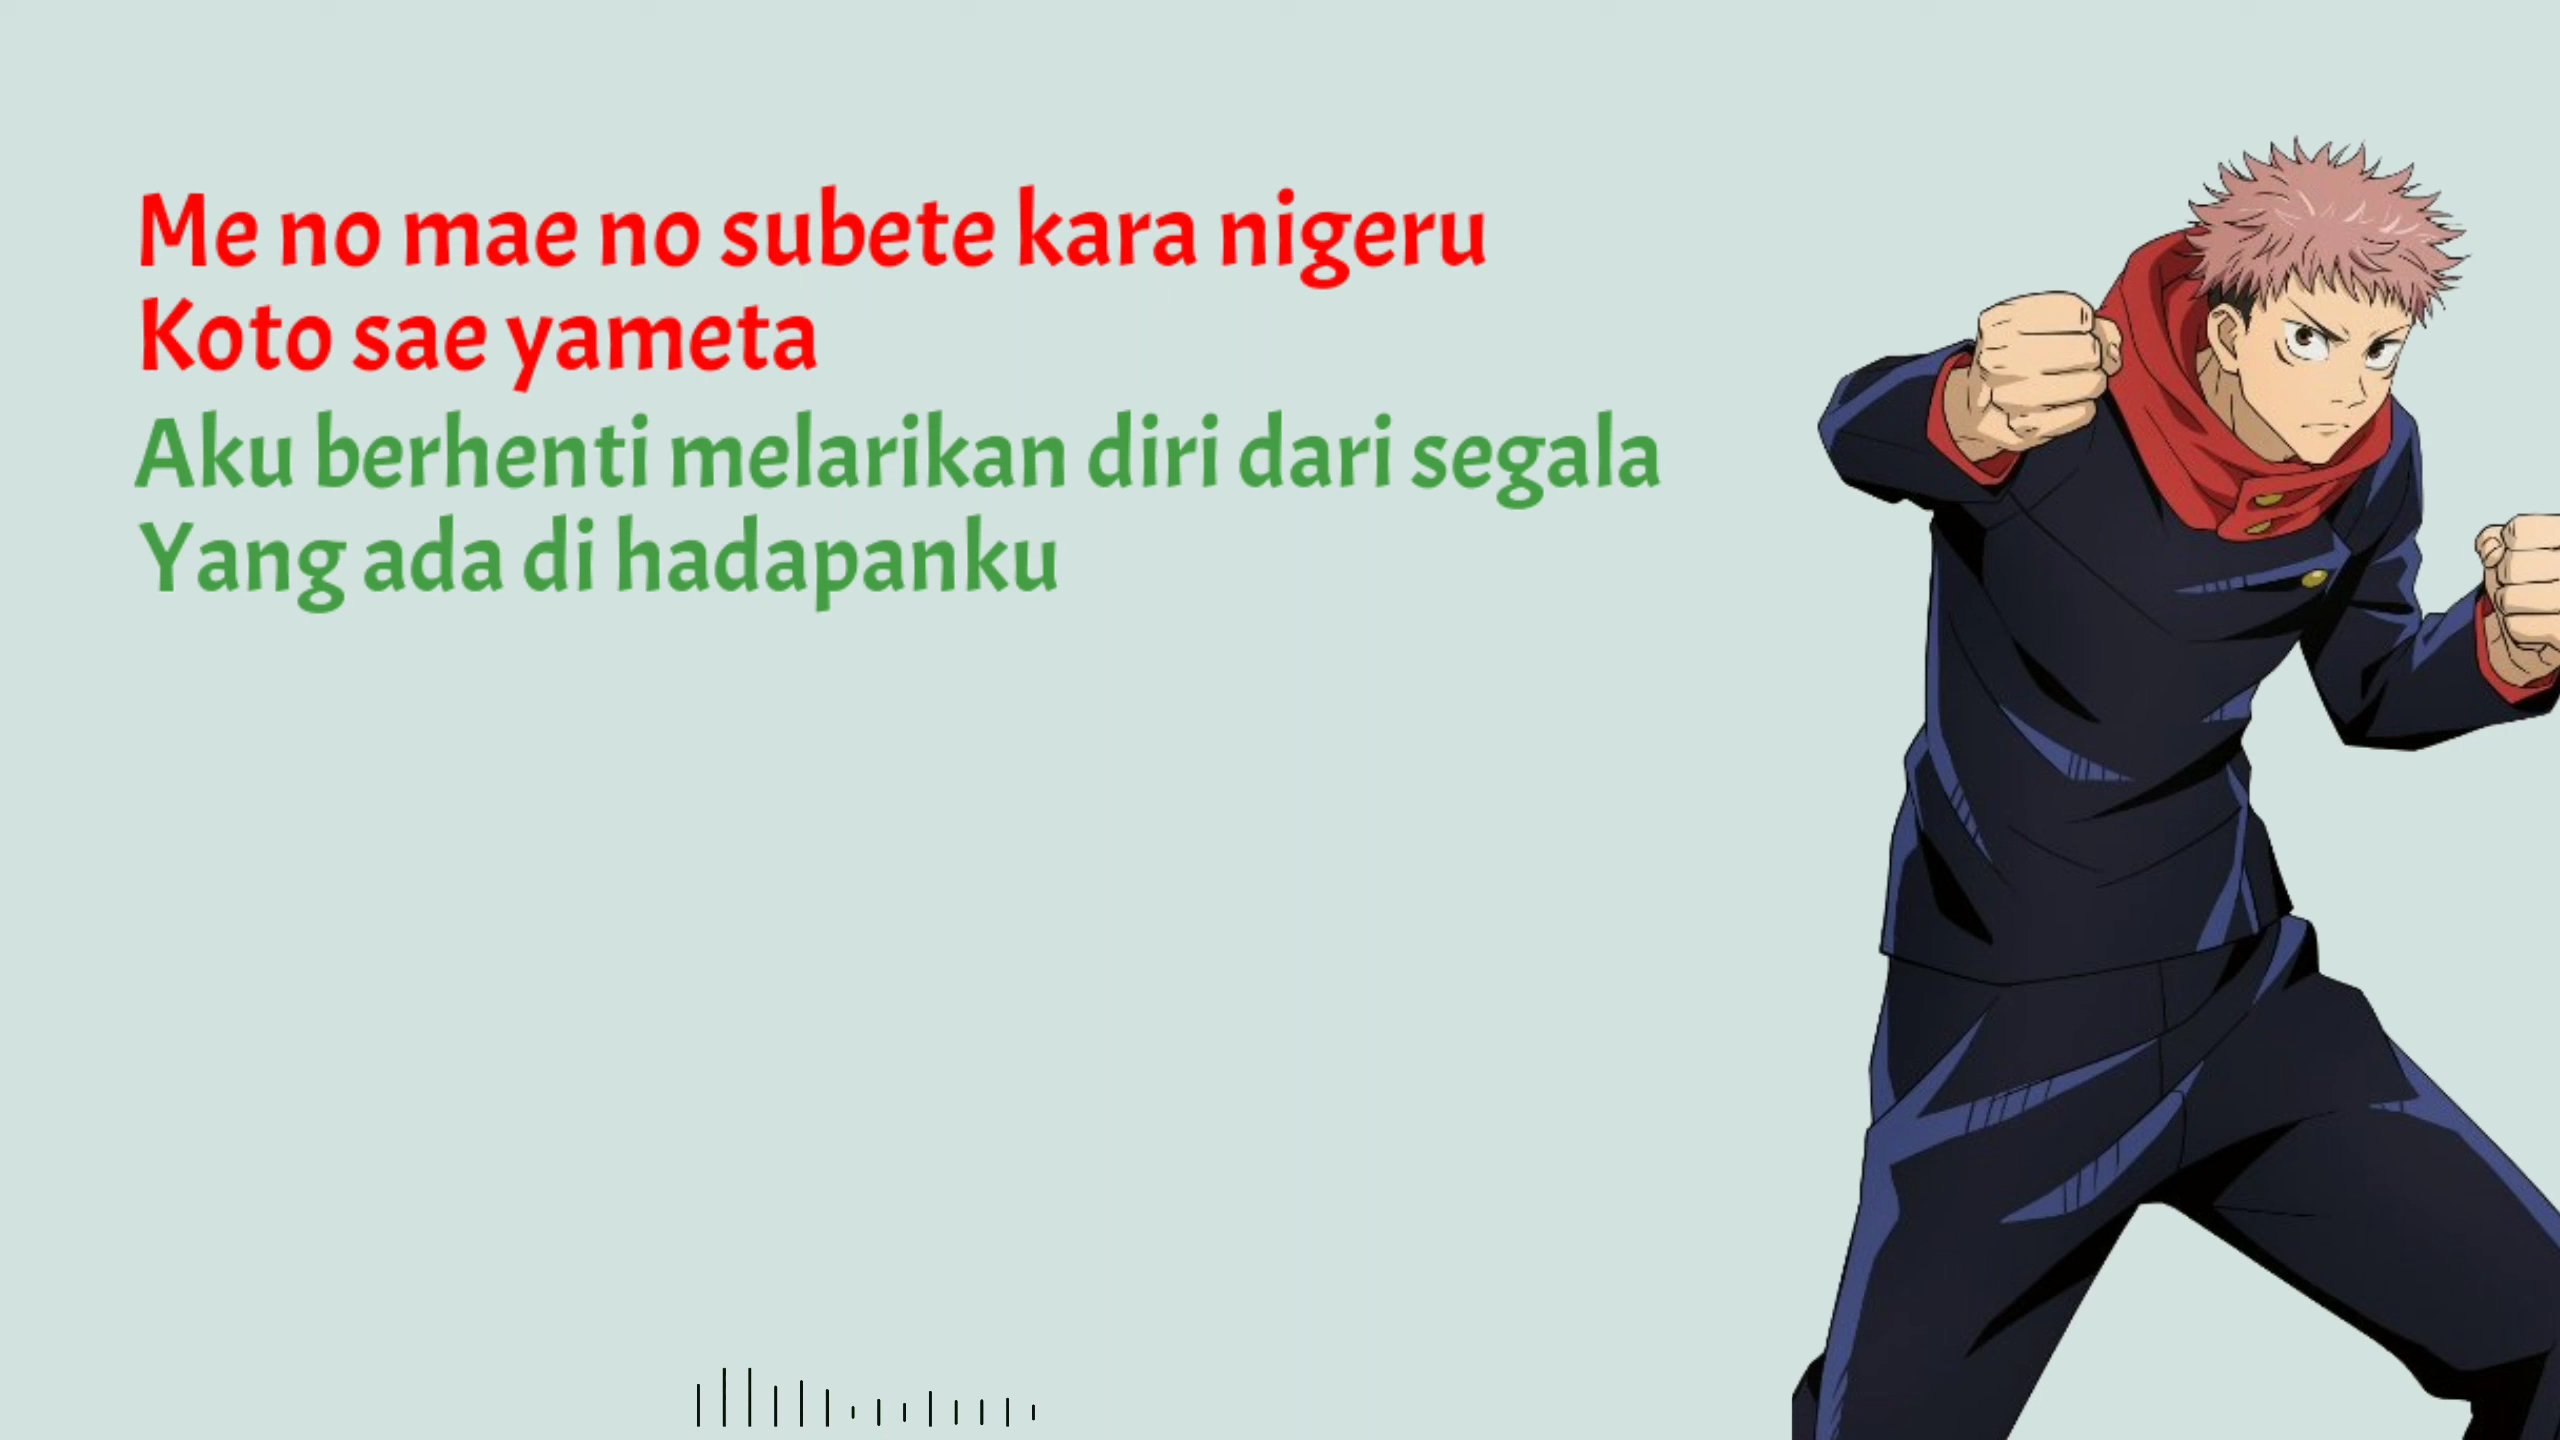 Me no mae no subete kara nigeru
Koto sae yameta
Aku berhenti melarikan diri dari segala
Yang ada di hadapanku